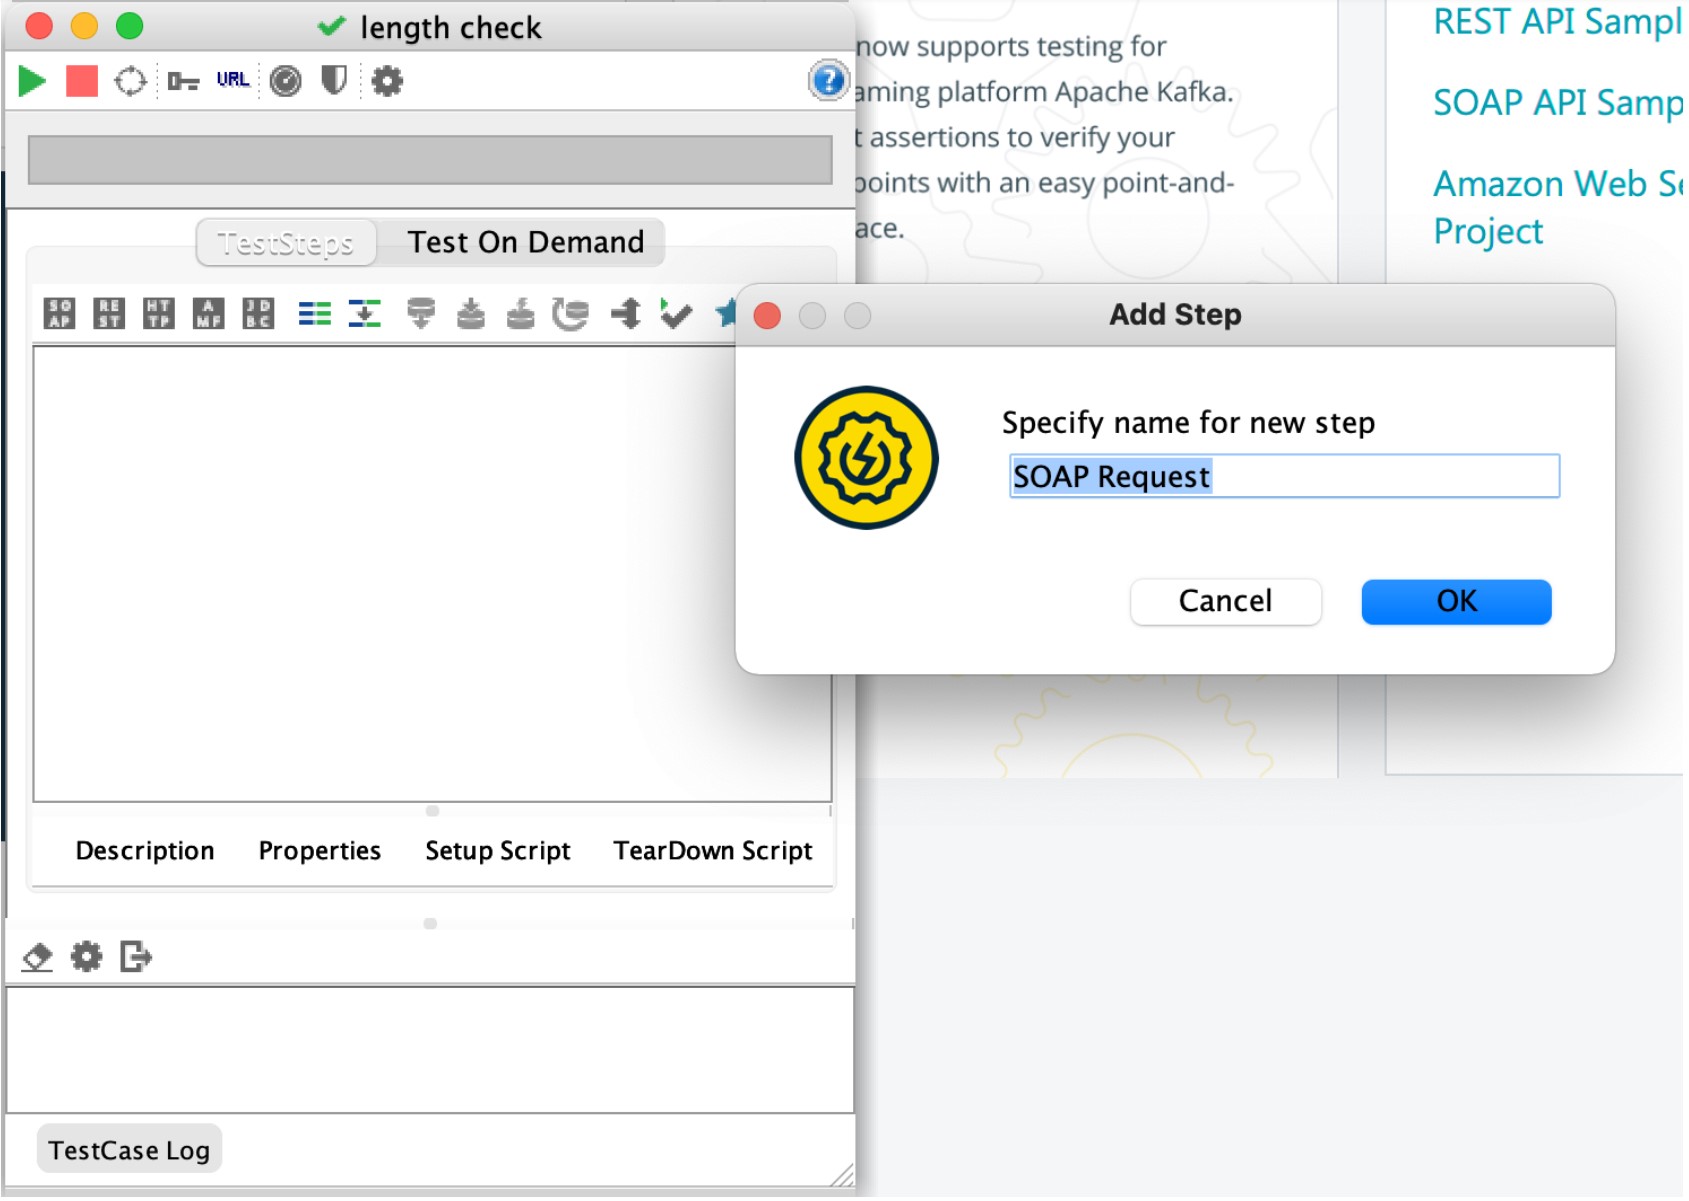 length check
URL
TestSteps
Test On Demand
SO
AP
RE
ST
HT
TP
A
MF
JD
BC
Description
Properties
Setup Script
TearDown Script
TestCase Log
now supports testing for
aming platform Apache Kafka.
t assertions to verify your
points with an easy point-and-
ace.
REST API Sampl
SOAP API Samp
Amazon Web Se
Project
Add Step
Specify name for new step
SOAP Request
Cancel
OK